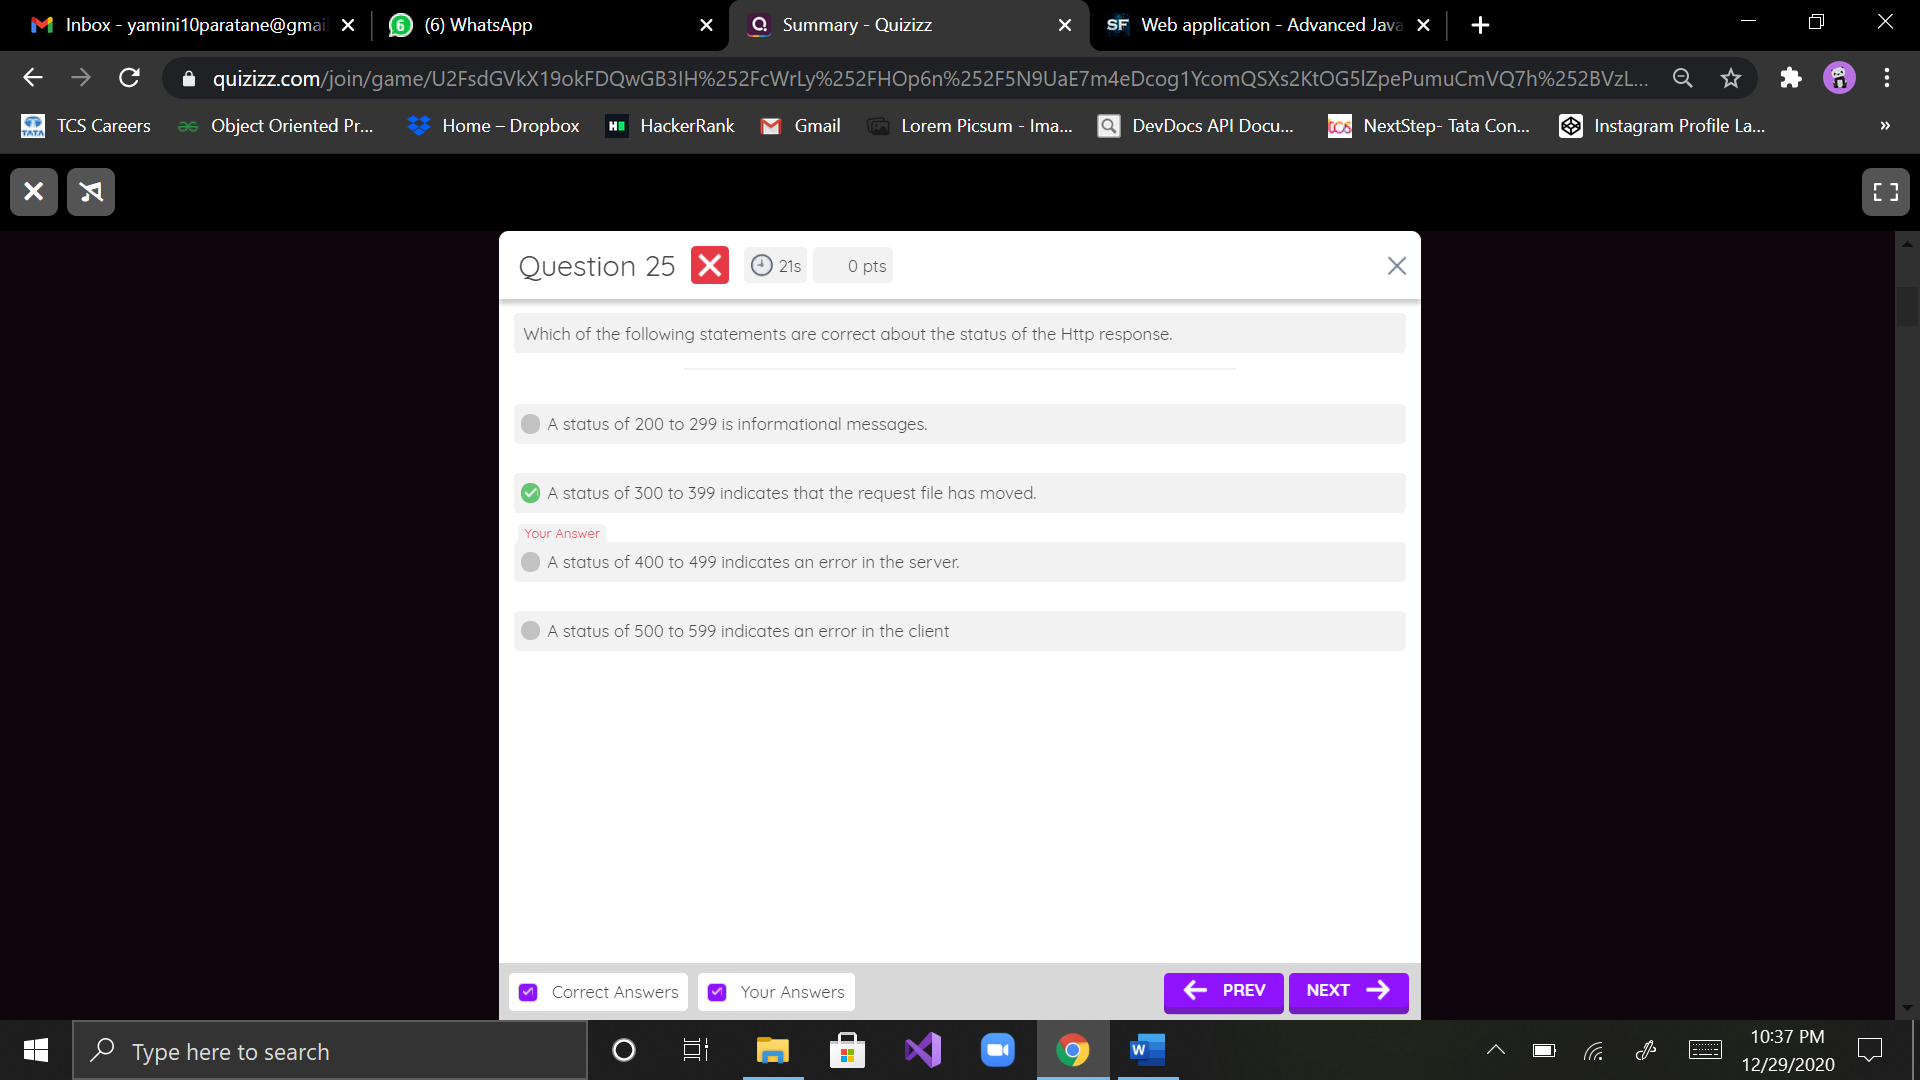 Inbox - yamini10paratane@gmai
(6) WhatsApp
Summary - Quizizz
SF Web application - Advanced Java
quizizz.com/join/game/U2FsdGVkX19okFDQwGB3IH%252FcWrLy%252FHOp6n%252F5N9UaE7m4eDcog1YcomQSXs2KtOG5lZpePumuCmVQ7h%252BVzL...
TATA TCS Careers
Object Oriented Pr...
Home – Dropbox
HackerRank
Gmail
Lorem Picsum - Ima...
DevDocs API Docu...
tcs NextStep- Tata Con...
Instagram Profile La...
»
Question 25
21s
0 pts
Which of the following statements are correct about the status of the Http response.
A status of 200 to 299 is informational messages.
A status of 300 to 399 indicates that the request file has moved.
Your Answer
A status of 400 to 499 indicates an error in the server.
A status of 500 to 599 indicates an error in the client
Correct Answers
Your Answers
PREV
NEXT
Type here to search
10:37 PM
12/29/2020